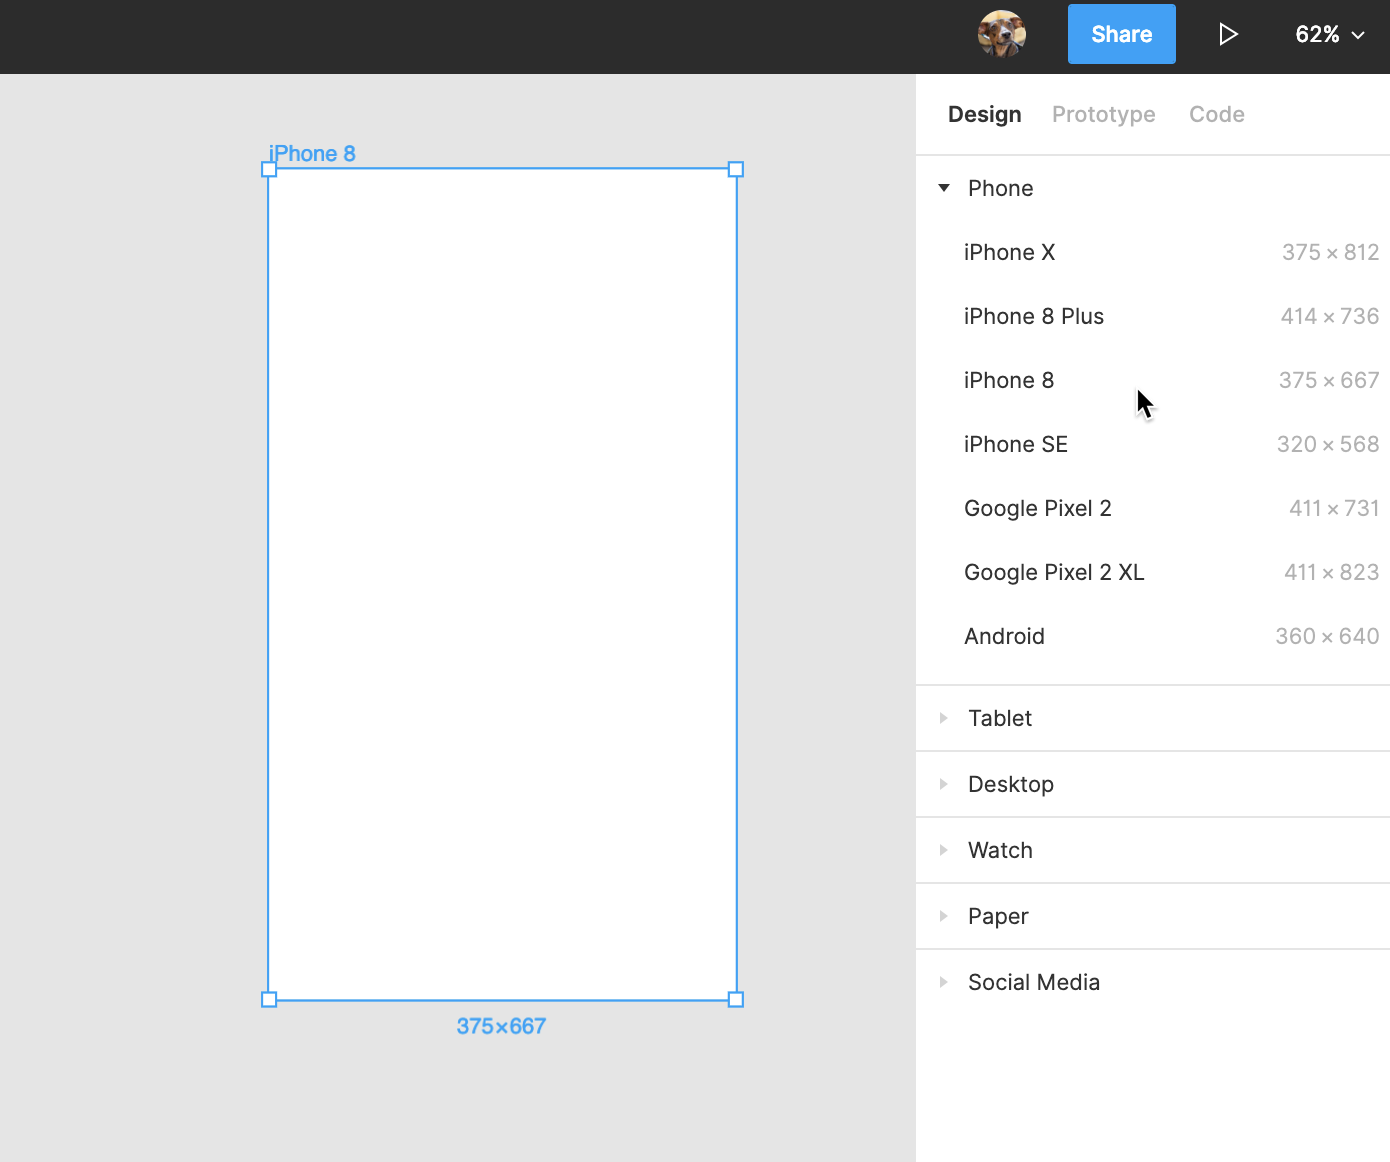 Share
62%
Design Prototype Code
iPhone 8
Phone
iPhone X 375 × 812
iPhone 8 Plus 414 × 736
iPhone 8 375 × 667
iPhone SE 320 × 568
Google Pixel 2 411 × 731
Google Pixel 2 XL 411 × 823
Android 360 × 640
Tablet
Desktop
Watch
Paper
Social Media
375×667